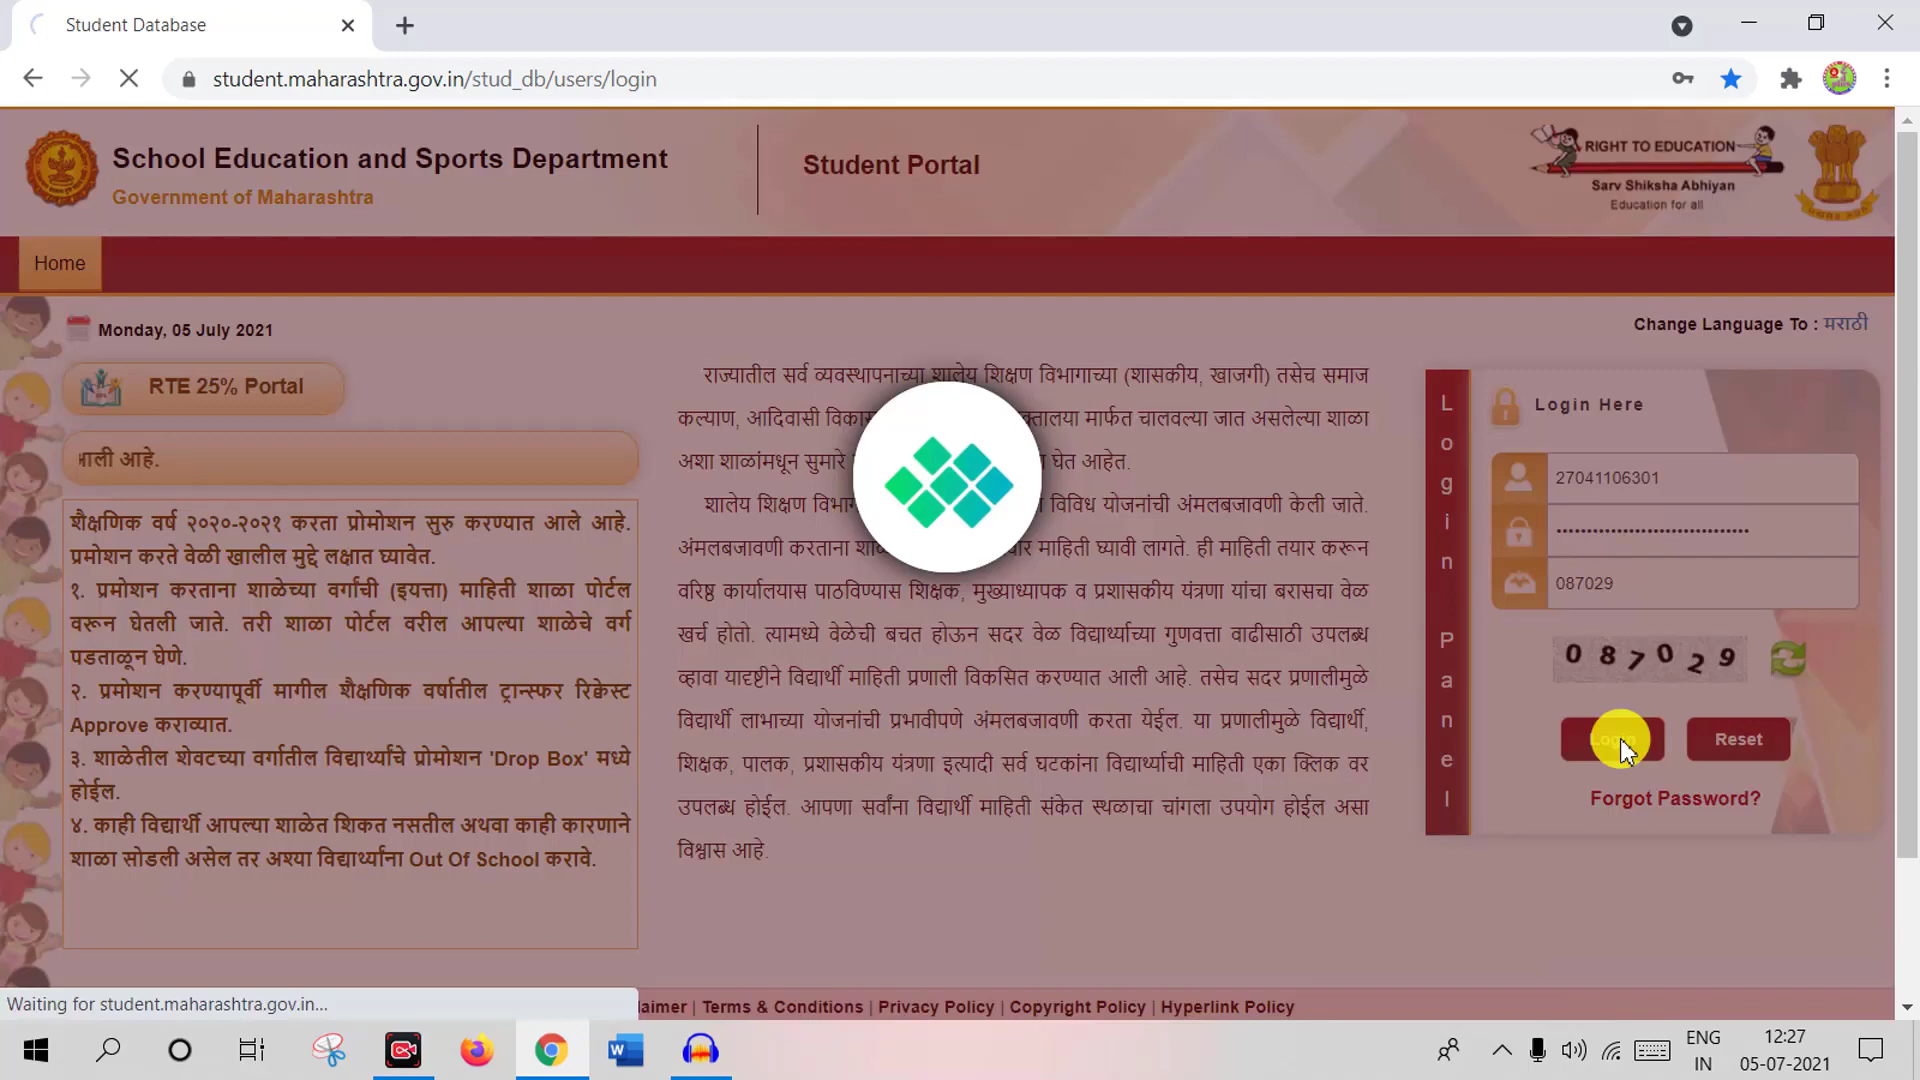 Student Database
student.maharashtra.gov.in/stud_db/users/login
School Education and Sports Department
Government of Maharashtra
Student Portal
RIGHT TO EDUCATION
Sarv Shiksha Abhiyan
Education for all
Home
Monday, 05 July 2021
Change Language To : मराठी
RTE 25% Portal
आली आहे.
शैक्षणिक वर्ष २०२०-२०२१ करता प्रोमोशन सुरु करण्यात आले आहे.
प्रमोशन करते वेळी खालील मुद्दे लक्षात घ्यावेत.
१. प्रमोशन करताना शाळेच्या वर्गाची (इयत्ता) माहिती शाळा पोर्टल
वरून घेतली जाते. तरी शाळा पोर्टल वरील आपल्या शाळेचे वर्ग
पडताळून घेणे.
२. प्रमोशन करण्यापूर्वी मागील शैक्षणिक वर्षातील ट्रान्स्फर रिक्वेस्ट
Approve कराव्यात.
३. शाळेतील शेवटच्या वर्गातील विद्यार्थ्यांचे प्रोमोशन 'Drop Box' मध्ये
होईल.
४. काही विद्यार्थी आपल्या शाळेत शिकत नसतील अथवा काही कारणाने
शाळा सोडली असेल तर अश्या विद्यार्थ्यांना Out Of School करावे.
राज्यातील सर्व व्यवस्थापनाच्या शालेय शिक्षण विभागाच्या (शासकीय, खाजगी) तसेच समाज
कल्याण, आदिवासी मार्फत चालवल्या जात असलेल्या शाळा
अशा शाळांमधून सुमारे घेत आहेत.
शालेय शिक्षण विविध योजनांची अंमलबजावणी केली जाते.
अंमलबजावणी करताना माहिती घ्यावी लागते. ही माहिती तयार करून
वरिष्ठ कार्यालयास पाठविण्यास शिक्षक, मुख्याध्यापक व प्रशासकीय यंत्रणा यांचा बरासचा वेळ
खर्च होतो. त्यामध्ये वेळेची बचत होऊन सदर वेळ विद्यार्थ्याच्या गुणवत्ता वाढीसाठी उपलब्ध
व्हावा यादृष्टीने विद्यार्थी माहिती प्रणाली विकसित करण्यात आली आहे. तसेच सदर प्रणालीमुळे
विद्यार्थी लाभाच्या योजनांची प्रभावीपणे अंमलबजावणी करता येईल. या प्रणालीमुळे विद्यार्थी,
शिक्षक, पालक, प्रशासकीय यंत्रणा इत्यादी सर्व घटकांना विद्यार्थ्याची माहिती एका क्लिक वर
उपलब्ध होईल. आपणा सर्वांना विद्यार्थी माहिती संकेत स्थळाचा चांगला उपयोग होईल असा
विश्वास आहे.
Login Panel
Login Here
27041106301
087029
087029
Login
Reset
Forgot Password?
Waiting for student.maharashtra.gov.in...
| Terms & Conditions | Privacy Policy | Copyright Policy | Hyperlink Policy
ENG
IN
12:27
05-07-2021